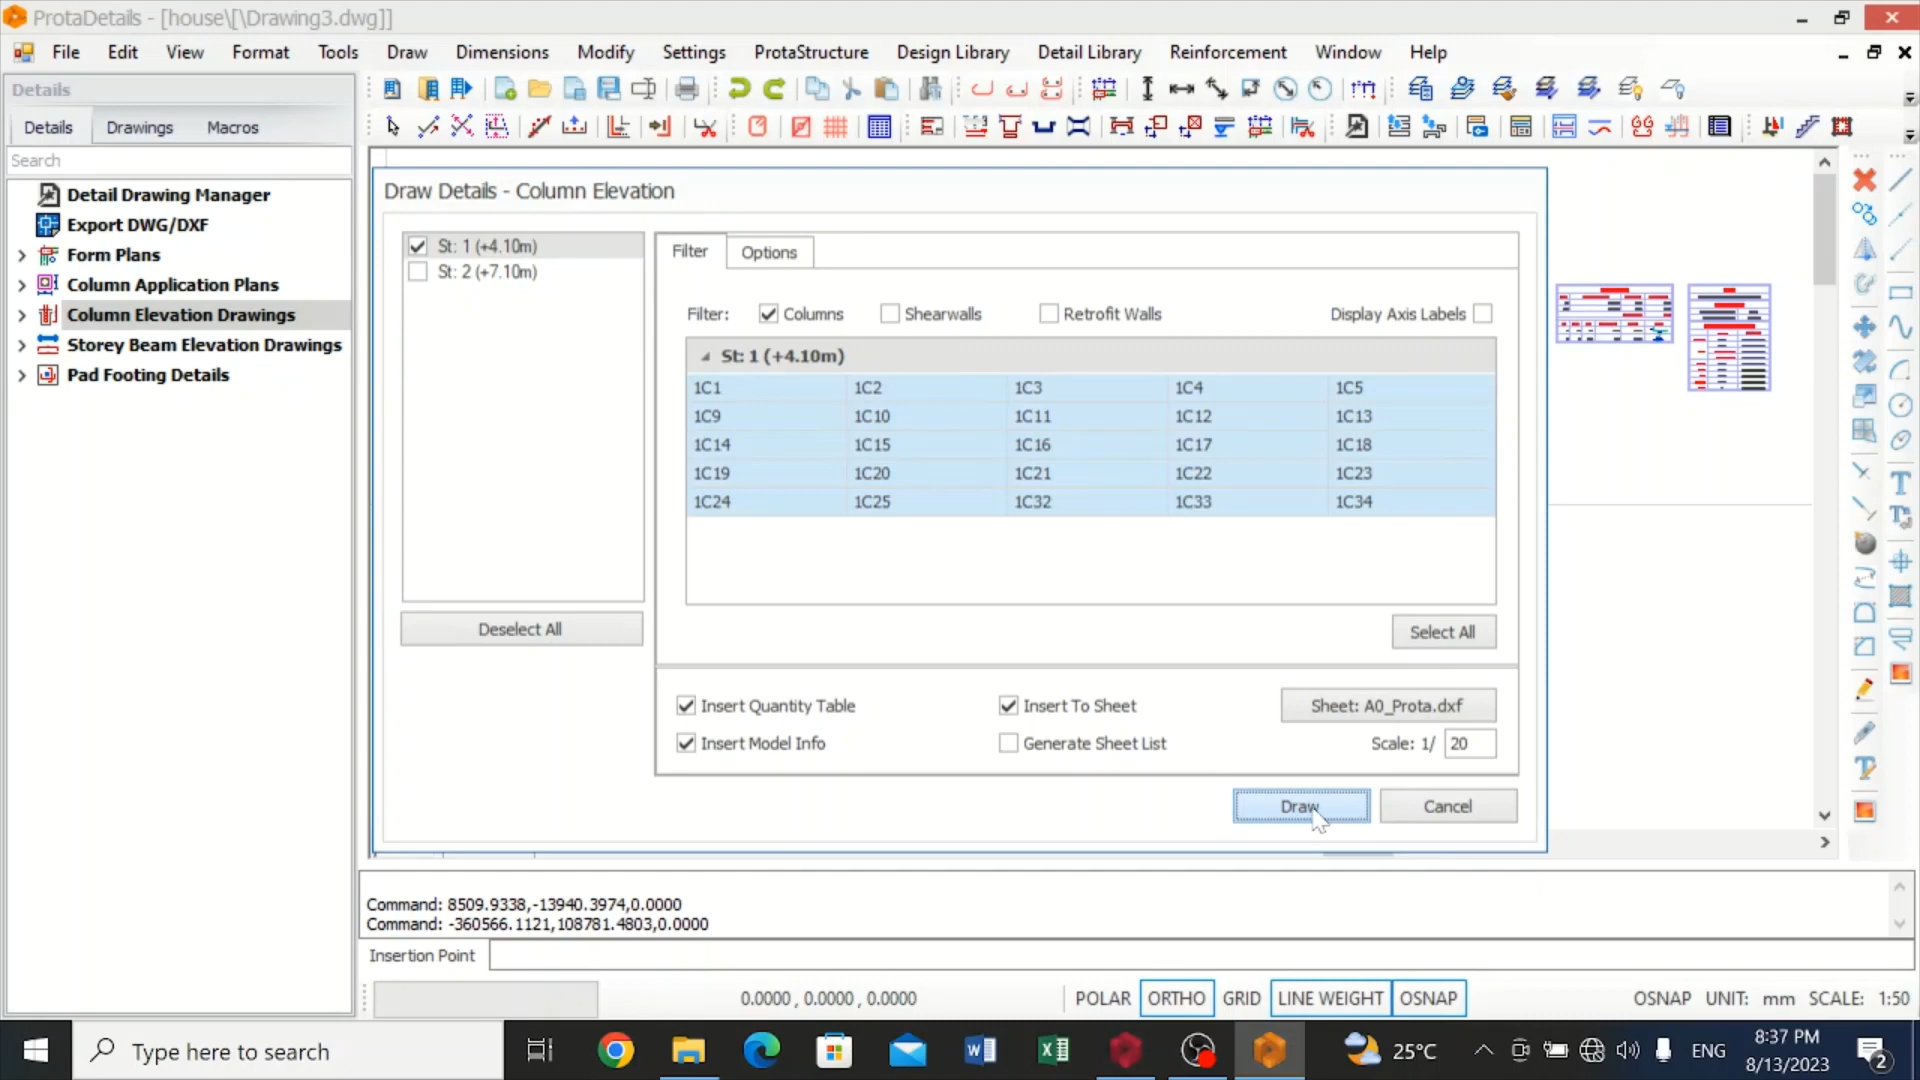 ProtaDetails - [house\[\Drawing3.dwg]]
File Edit View Format Tools Draw Dimensions Modify Settings ProtaStructure Design Library Detail Library Reinforcement Window Help
Details
Details Drawings Macros
Search
Detail Drawing Manager
Export DWG/DXF
Form Plans
Column Application Plans
Column Elevation Drawings
Storey Beam Elevation Drawings
Pad Footing Details
Draw Details - Column Elevation
St: 1 (+4.10m)
St: 2 (+7.10m)
Deselect All
Filter Options
Filter: Columns Shearwalls Retrofit Walls Display Axis Labels
St: 1 (+4.10m)
1C1 1C2 1C3 1C4 1C5
1C9 1C10 1C11 1C12 1C13
1C14 1C15 1C16 1C17 1C18
1C19 1C20 1C21 1C22 1C23
1C24 1C25 1C32 1C33 1C34
Select All
Insert Quantity Table Insert To Sheet Sheet: A0_Prota.dxf
Insert Model Info Generate Sheet List Scale: 1/ 20
Draw Cancel
Command: 8509.9338,-13940.3974,0.0000
Command: -360566.1121,108781.4803,0.0000
Insertion Point
0.0000 , 0.0000 , 0.0000 POLAR ORTHO GRID LINE WEIGHT OSNAP OSNAP UNIT: mm SCALE: 1:50
Type here to search
25°C
ENG
8:37 PM
8/13/2023
2